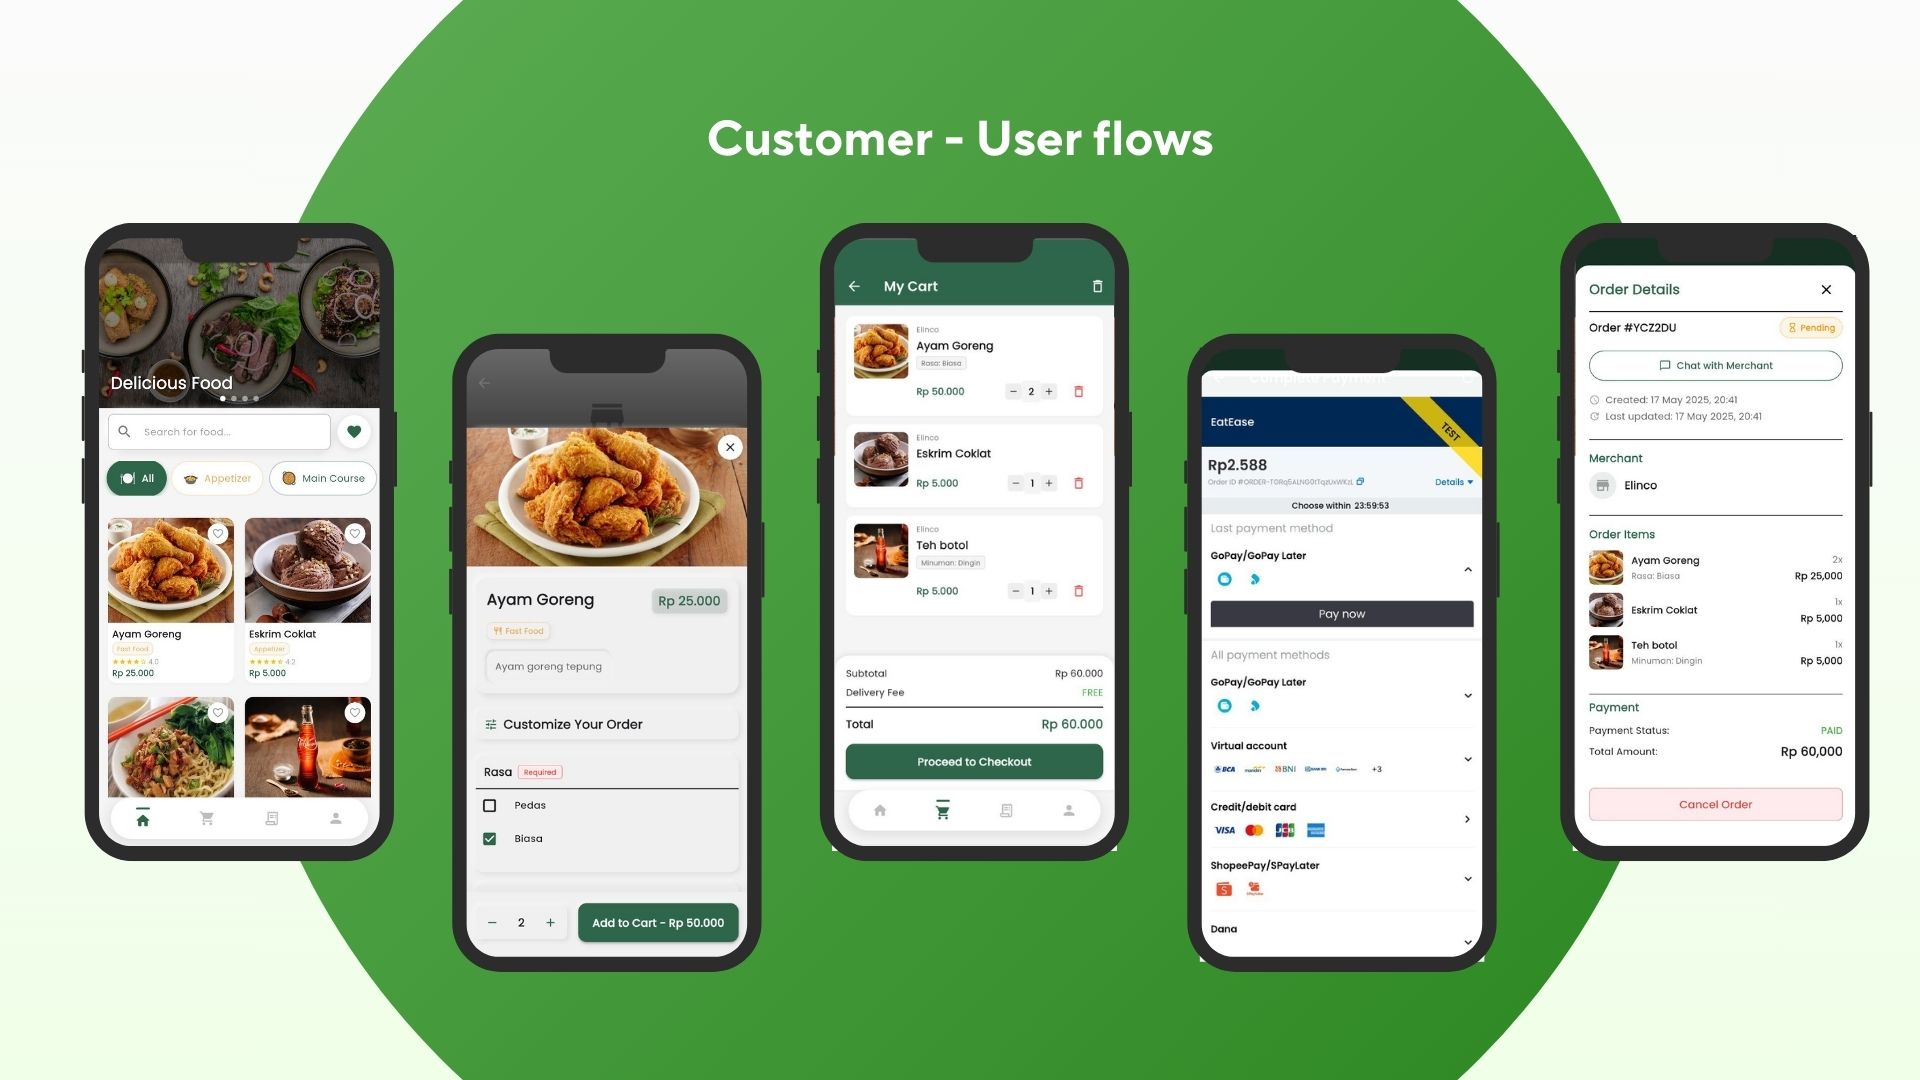 Customer - User flows
Delicious Food
Search for food...
All
Appetizer
Main Course
Ayam Goreng
Fast Food
4.0
Rp 25.000
Eskrim Coklat
Appetizer
4.2
Rp 5.000
Ayam Goreng
Rp 25.000
Fast Food
Ayam goreng tepung
Customize Your Order
Rasa Required
Pedas
Biasa
2
Add to Cart - Rp 50.000
My Cart
Elinco
Ayam Goreng
Rasa: Biasa
Rp 50.000
2
Elinco
Eskrim Coklat
Rp 5.000
1
Elinco
Teh botol
Minuman: Dingin
Rp 5.000
1
Subtotal Rp 60.000
Delivery Fee FREE
Total Rp 60.000
Proceed to Checkout
Complete Payment
EatEase
TEST
Rp2.588
Details
Choose within 23:59:53
Last payment method
GoPay/GoPay Later
Pay now
All payment methods
GoPay/GoPay Later
Virtual account
BCA mandiri BNI +3
Credit/debit card
VISA JCB
ShopeePay/SPayLater
Dana
Order Details
Order #YCZ2DU
Pending
Chat with Merchant
Created: 17 May 2025, 20:41
Last updated: 17 May 2025, 20:41
Merchant
Elinco
Order Items
Ayam Goreng 2x
Rasa: Biasa Rp 25,000
1x
Eskrim Coklat
Rp 5,000
Teh botol 1x
Minuman: Dingin Rp 5,000
Payment
Payment Status: PAID
Total Amount: Rp 60,000
Cancel Order